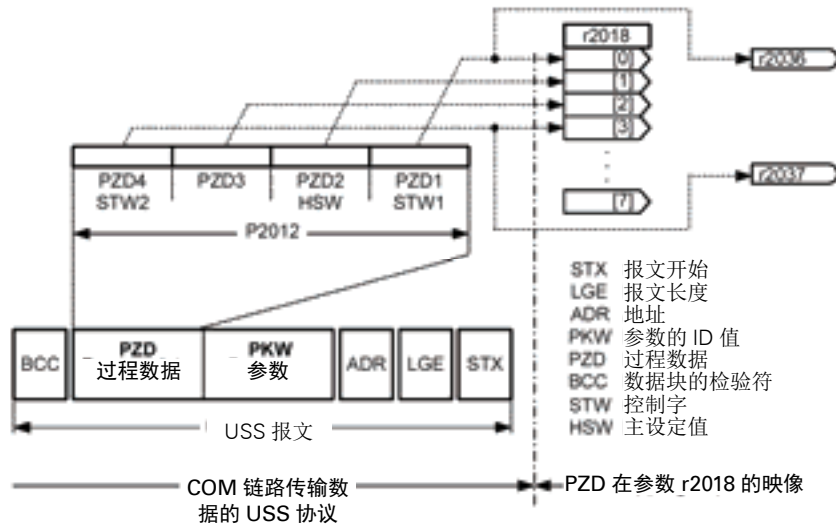 r2018
[0]
r2036
[1]
[2]
[3]
PZD4 PZD3 PZD2 PZD1
STW2 HSW STW1
r2037
[7]
P2012
STX 报文开始
LGE 报文长度
ADR 地址
PKW 参数的 ID 值
PZD 过程数据
BCC 数据块的检验符
STW 控制字
HSW 主设定值
BCC PZD 过程数据 PKW 参数 ADR LGE STX
USS 报文
COM 链路传输数
据的 USS 协议
PZD 在参数 r2018 的映像